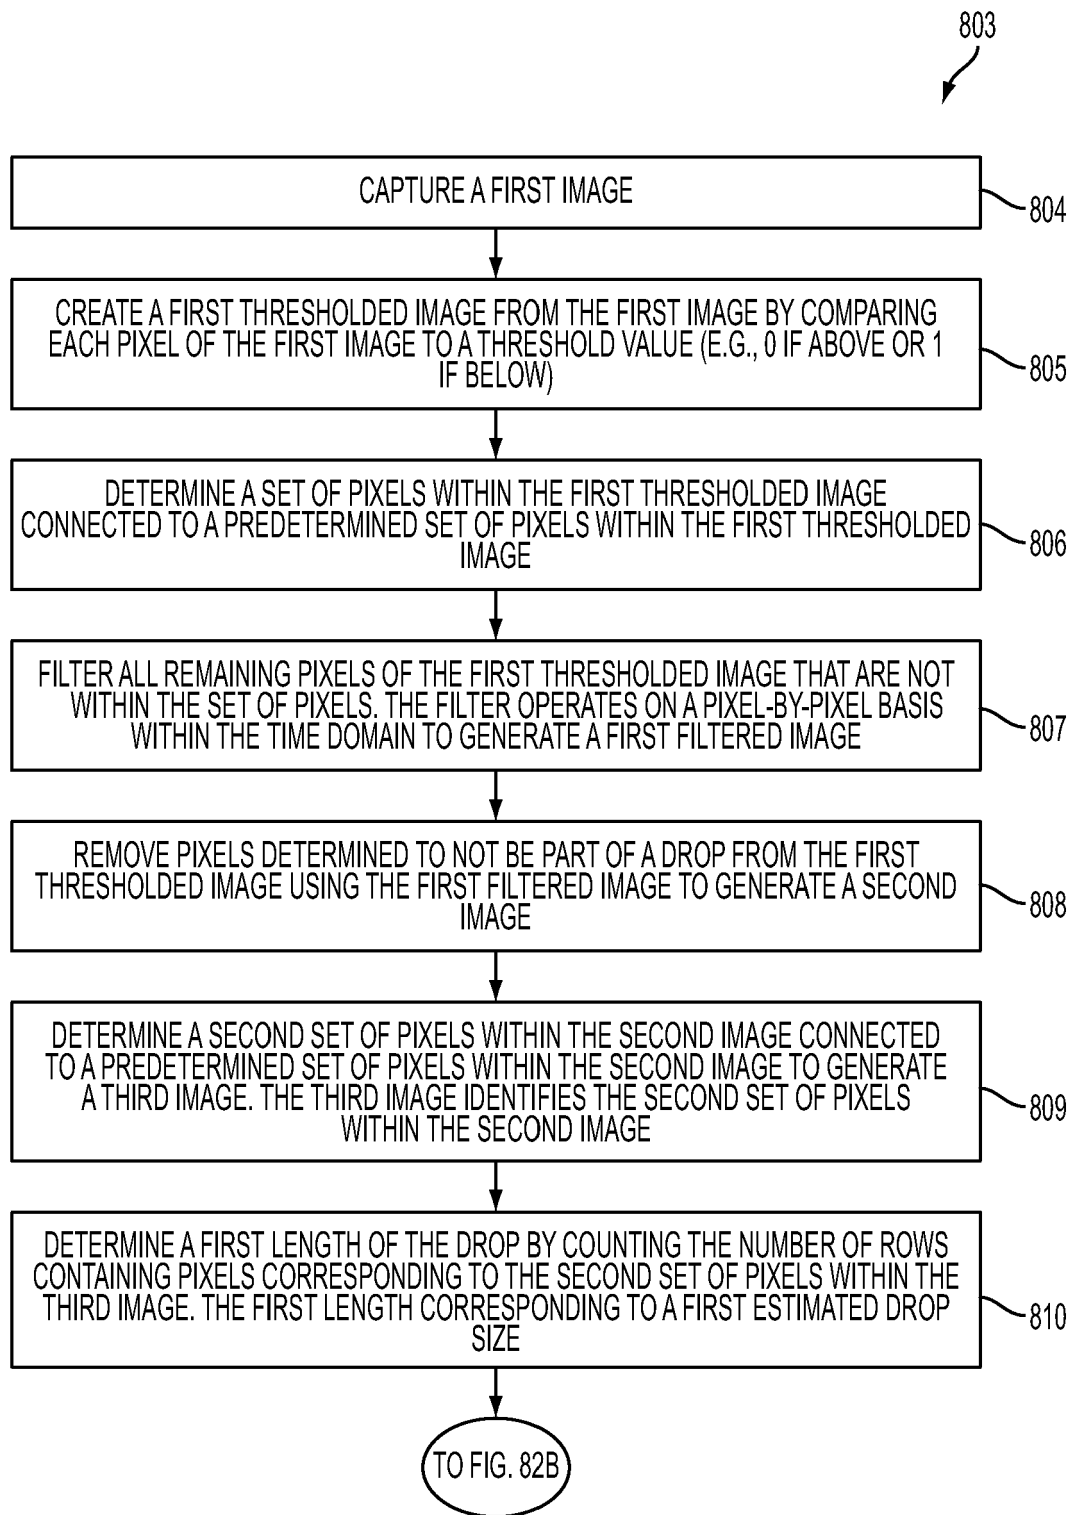 803
CAPTURE A FIRST IMAGE
804
CREATE A FIRST THRESHOLDED IMAGE FROM THE FIRST IMAGE BY COMPARING
EACH PIXEL OF THE FIRST IMAGE TO A THRESHOLD VALUE (E.G., 0 IF ABOVE OR 1
IF BELOW)
805
DETERMINE A SET OF PIXELS WITHIN THE FIRST THRESHOLDED IMAGE
CONNECTED TO A PREDETERMINED SET OF PIXELS WITHIN THE FIRST THRESHOLDED
IMAGE
806
FILTER ALL REMAINING PIXELS OF THE FIRST THRESHOLDED IMAGE THAT ARE NOT
WITHIN THE SET OF PIXELS. THE FILTER OPERATES ON A PIXEL-BY-PIXEL BASIS
WITHIN THE TIME DOMAIN TO GENERATE A FIRST FILTERED IMAGE
807
REMOVE PIXELS DETERMINED TO NOT BE PART OF A DROP FROM THE FIRST
THRESHOLDED IMAGE USING THE FIRST FILTERED IMAGE TO GENERATE A SECOND
IMAGE
808
DETERMINE A SECOND SET OF PIXELS WITHIN THE SECOND IMAGE CONNECTED
TO A PREDETERMINED SET OF PIXELS WITHIN THE SECOND IMAGE TO GENERATE
A THIRD IMAGE. THE THIRD IMAGE IDENTIFIES THE SECOND SET OF PIXELS
WITHIN THE SECOND IMAGE
809
DETERMINE A FIRST LENGTH OF THE DROP BY COUNTING THE NUMBER OF ROWS
CONTAINING PIXELS CORRESPONDING TO THE SECOND SET OF PIXELS WITHIN THE
THIRD IMAGE. THE FIRST LENGTH CORRESPONDING TO A FIRST ESTIMATED DROP
SIZE
810
TO FIG. 82B